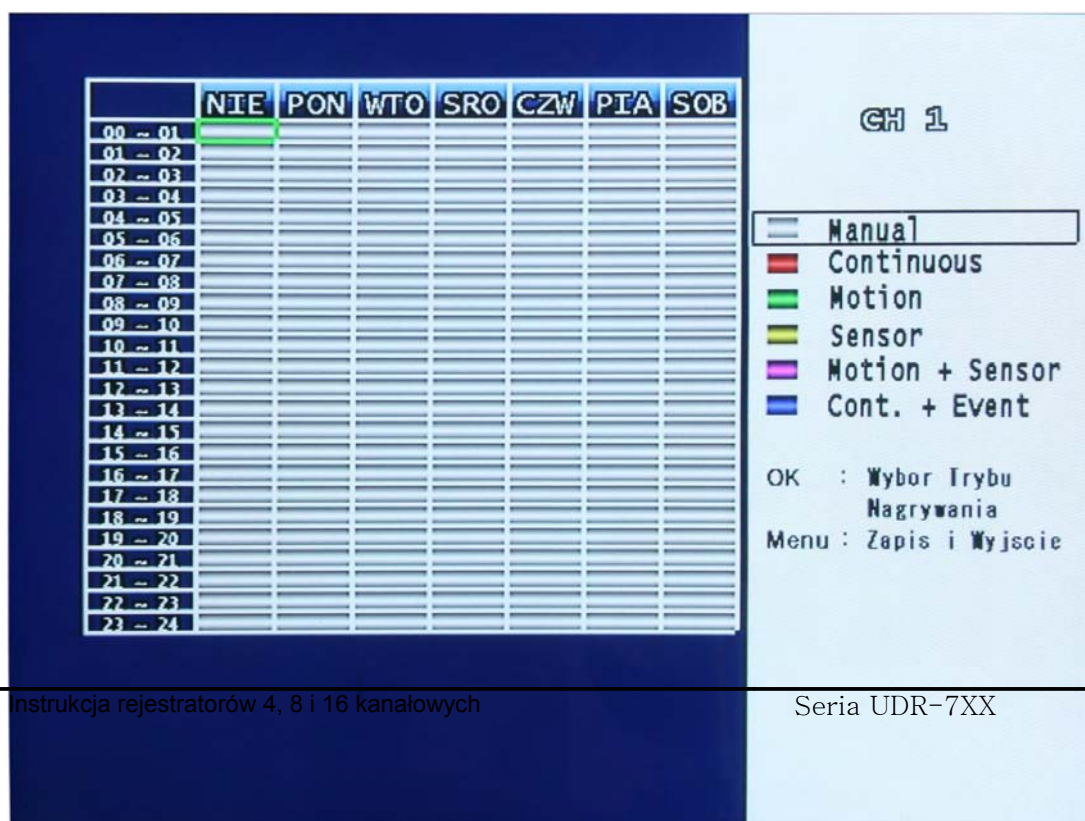 NIE PON WTO SRO CZW PIA SOB
00 ~ 01
01 ~ 02
02 ~ 03
03 ~ 04
04 ~ 05
05 ~ 06
06 ~ 07
07 ~ 08
08 ~ 09
09 ~ 10
10 ~ 11
11 ~ 12
12 ~ 13
13 ~ 14
14 ~ 15
15 ~ 16
16 ~ 17
17 ~ 18
18 ~ 19
19 ~ 20
20 ~ 21
21 ~ 22
22 ~ 23
23 ~ 24
CH 1
Manual
Continuous
Motion
Sensor
Motion + Sensor
Cont. + Event
OK : Wybor Trybu
Nagrywania
Menu : Zapis i Wyjscie
Instrukcja rejestratorów 4, 8 i 16 kanałowych
Seria UDR-7XX